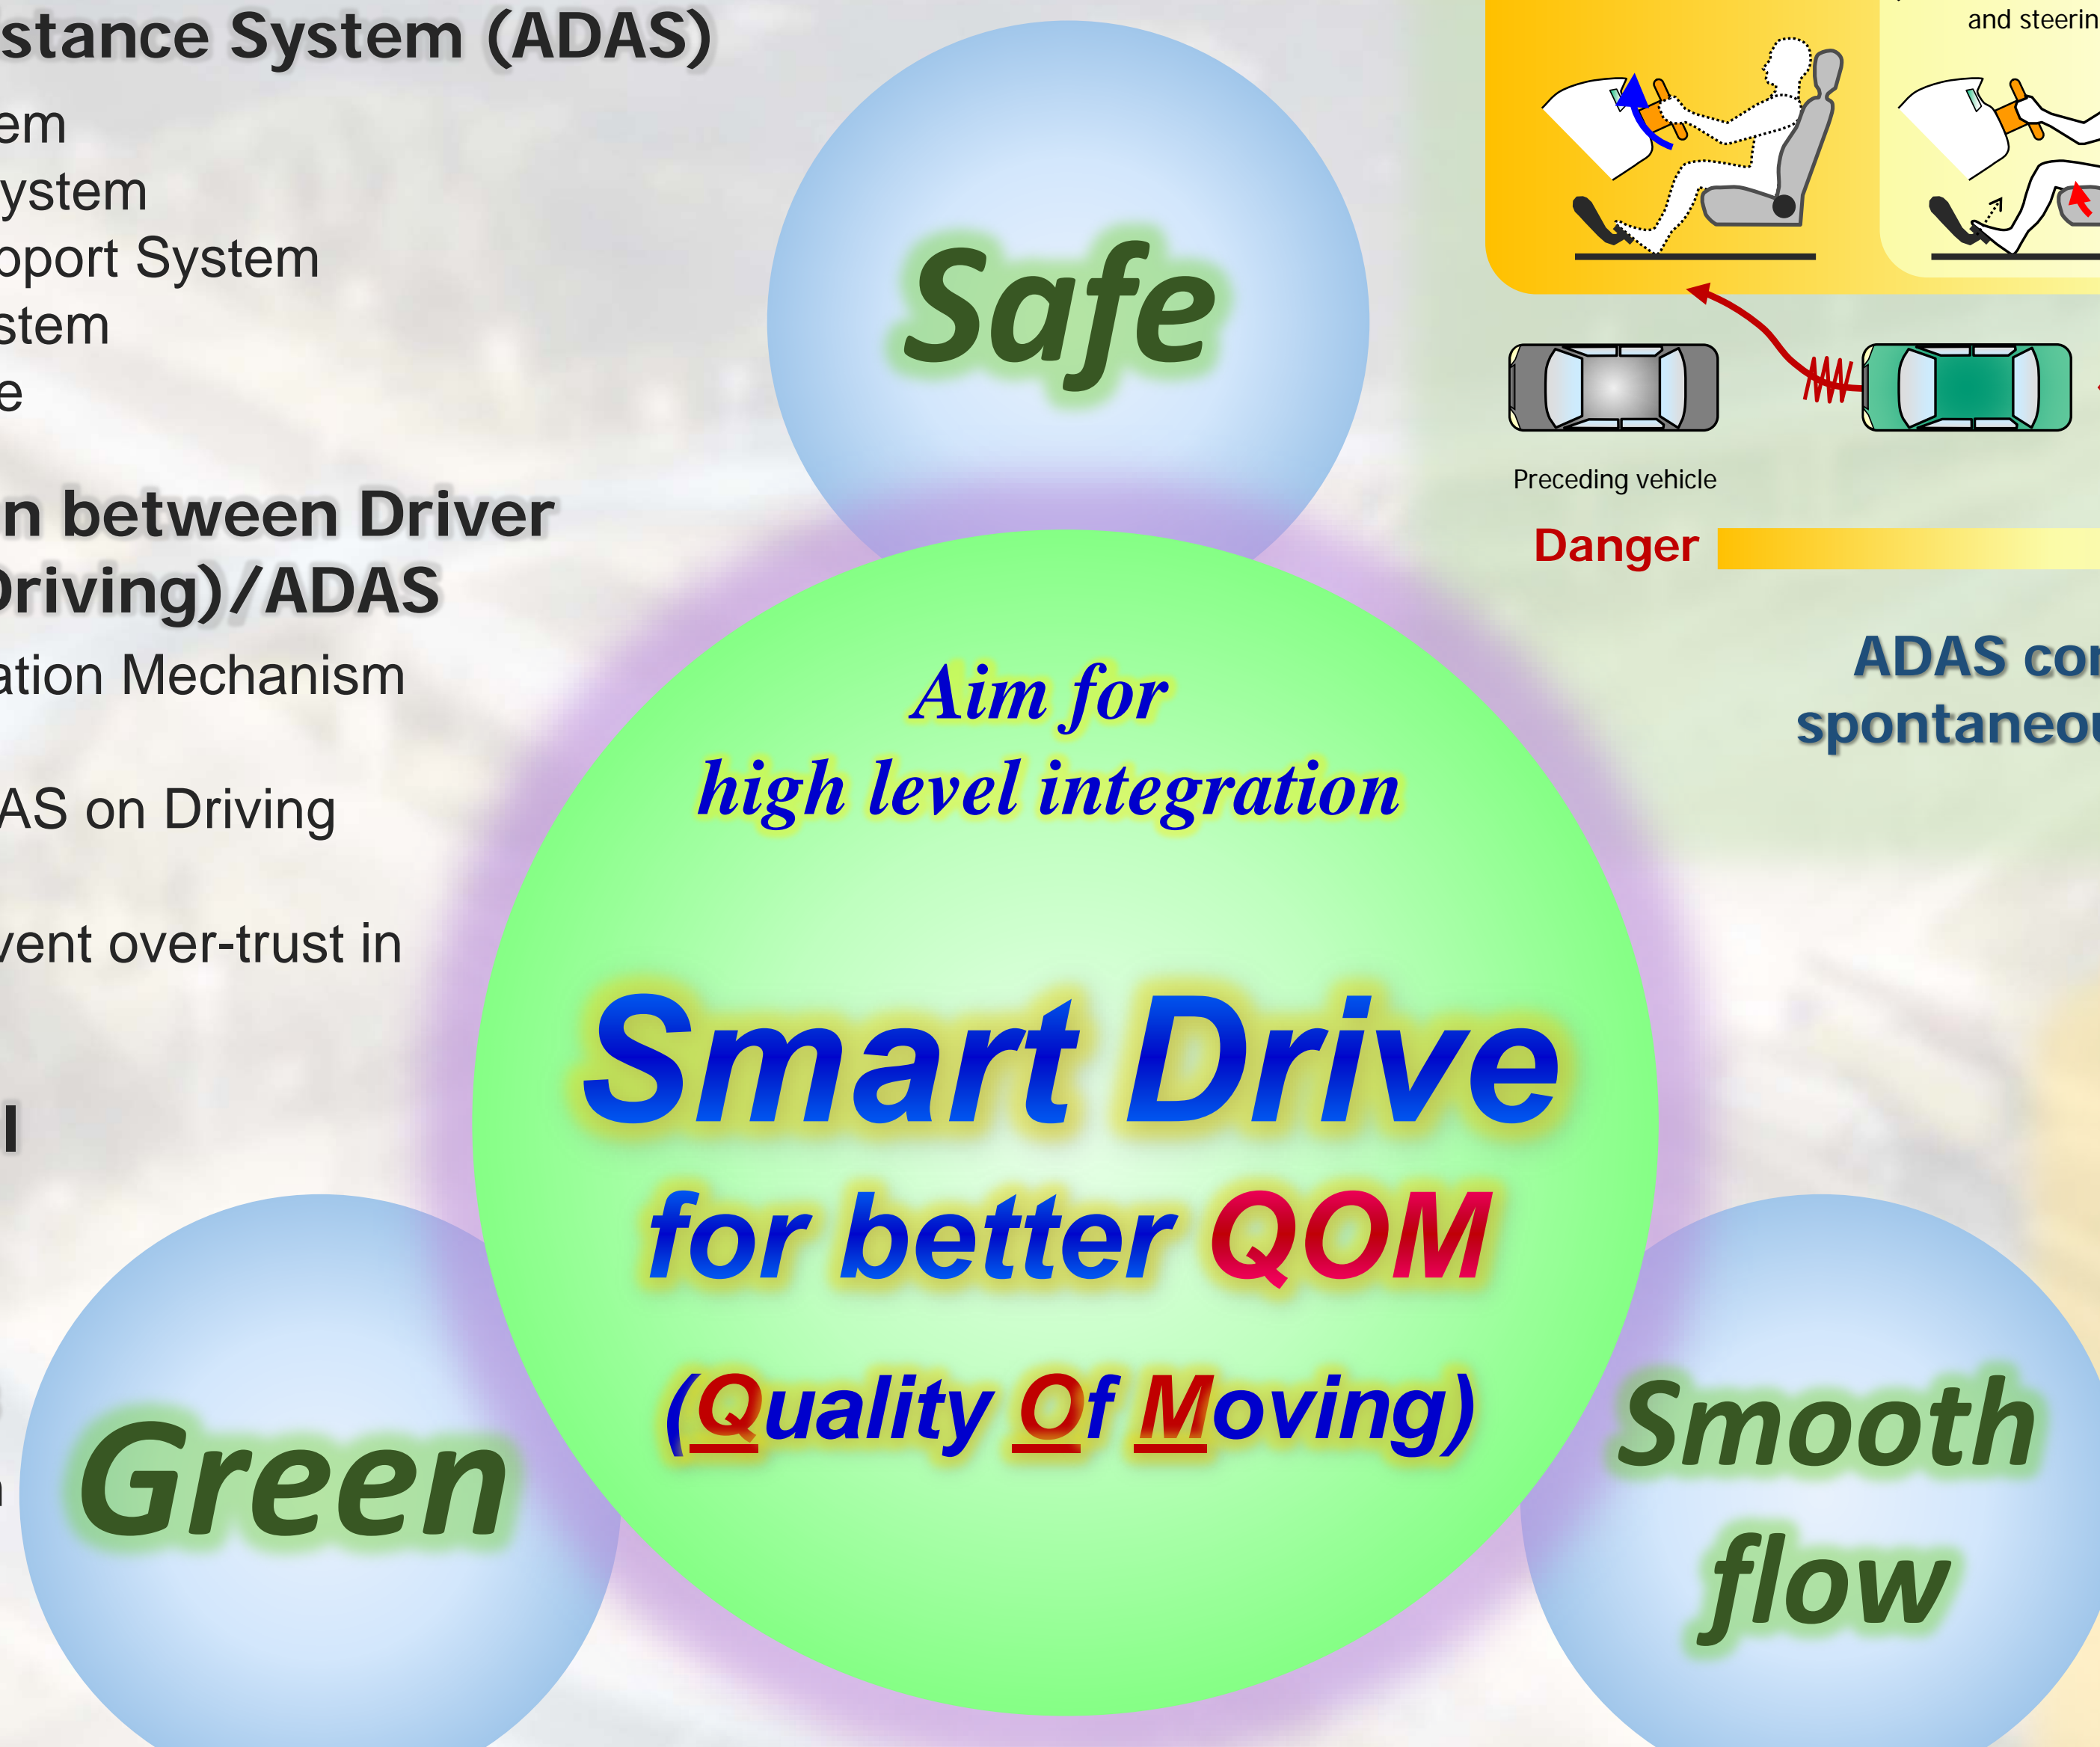 stance System (ADAS)
em
ystem
pport System
stem
e
n between Driver
Driving)/ADAS
ation Mechanism
AS on Driving
vent over-trust in
l
Safe
Aim for
high level integration
Smart Drive
for better QOM
(Quality Of Moving)
Green
Smooth
flow
and steerin
Preceding vehicle
Danger
ADAS con
spontaneou